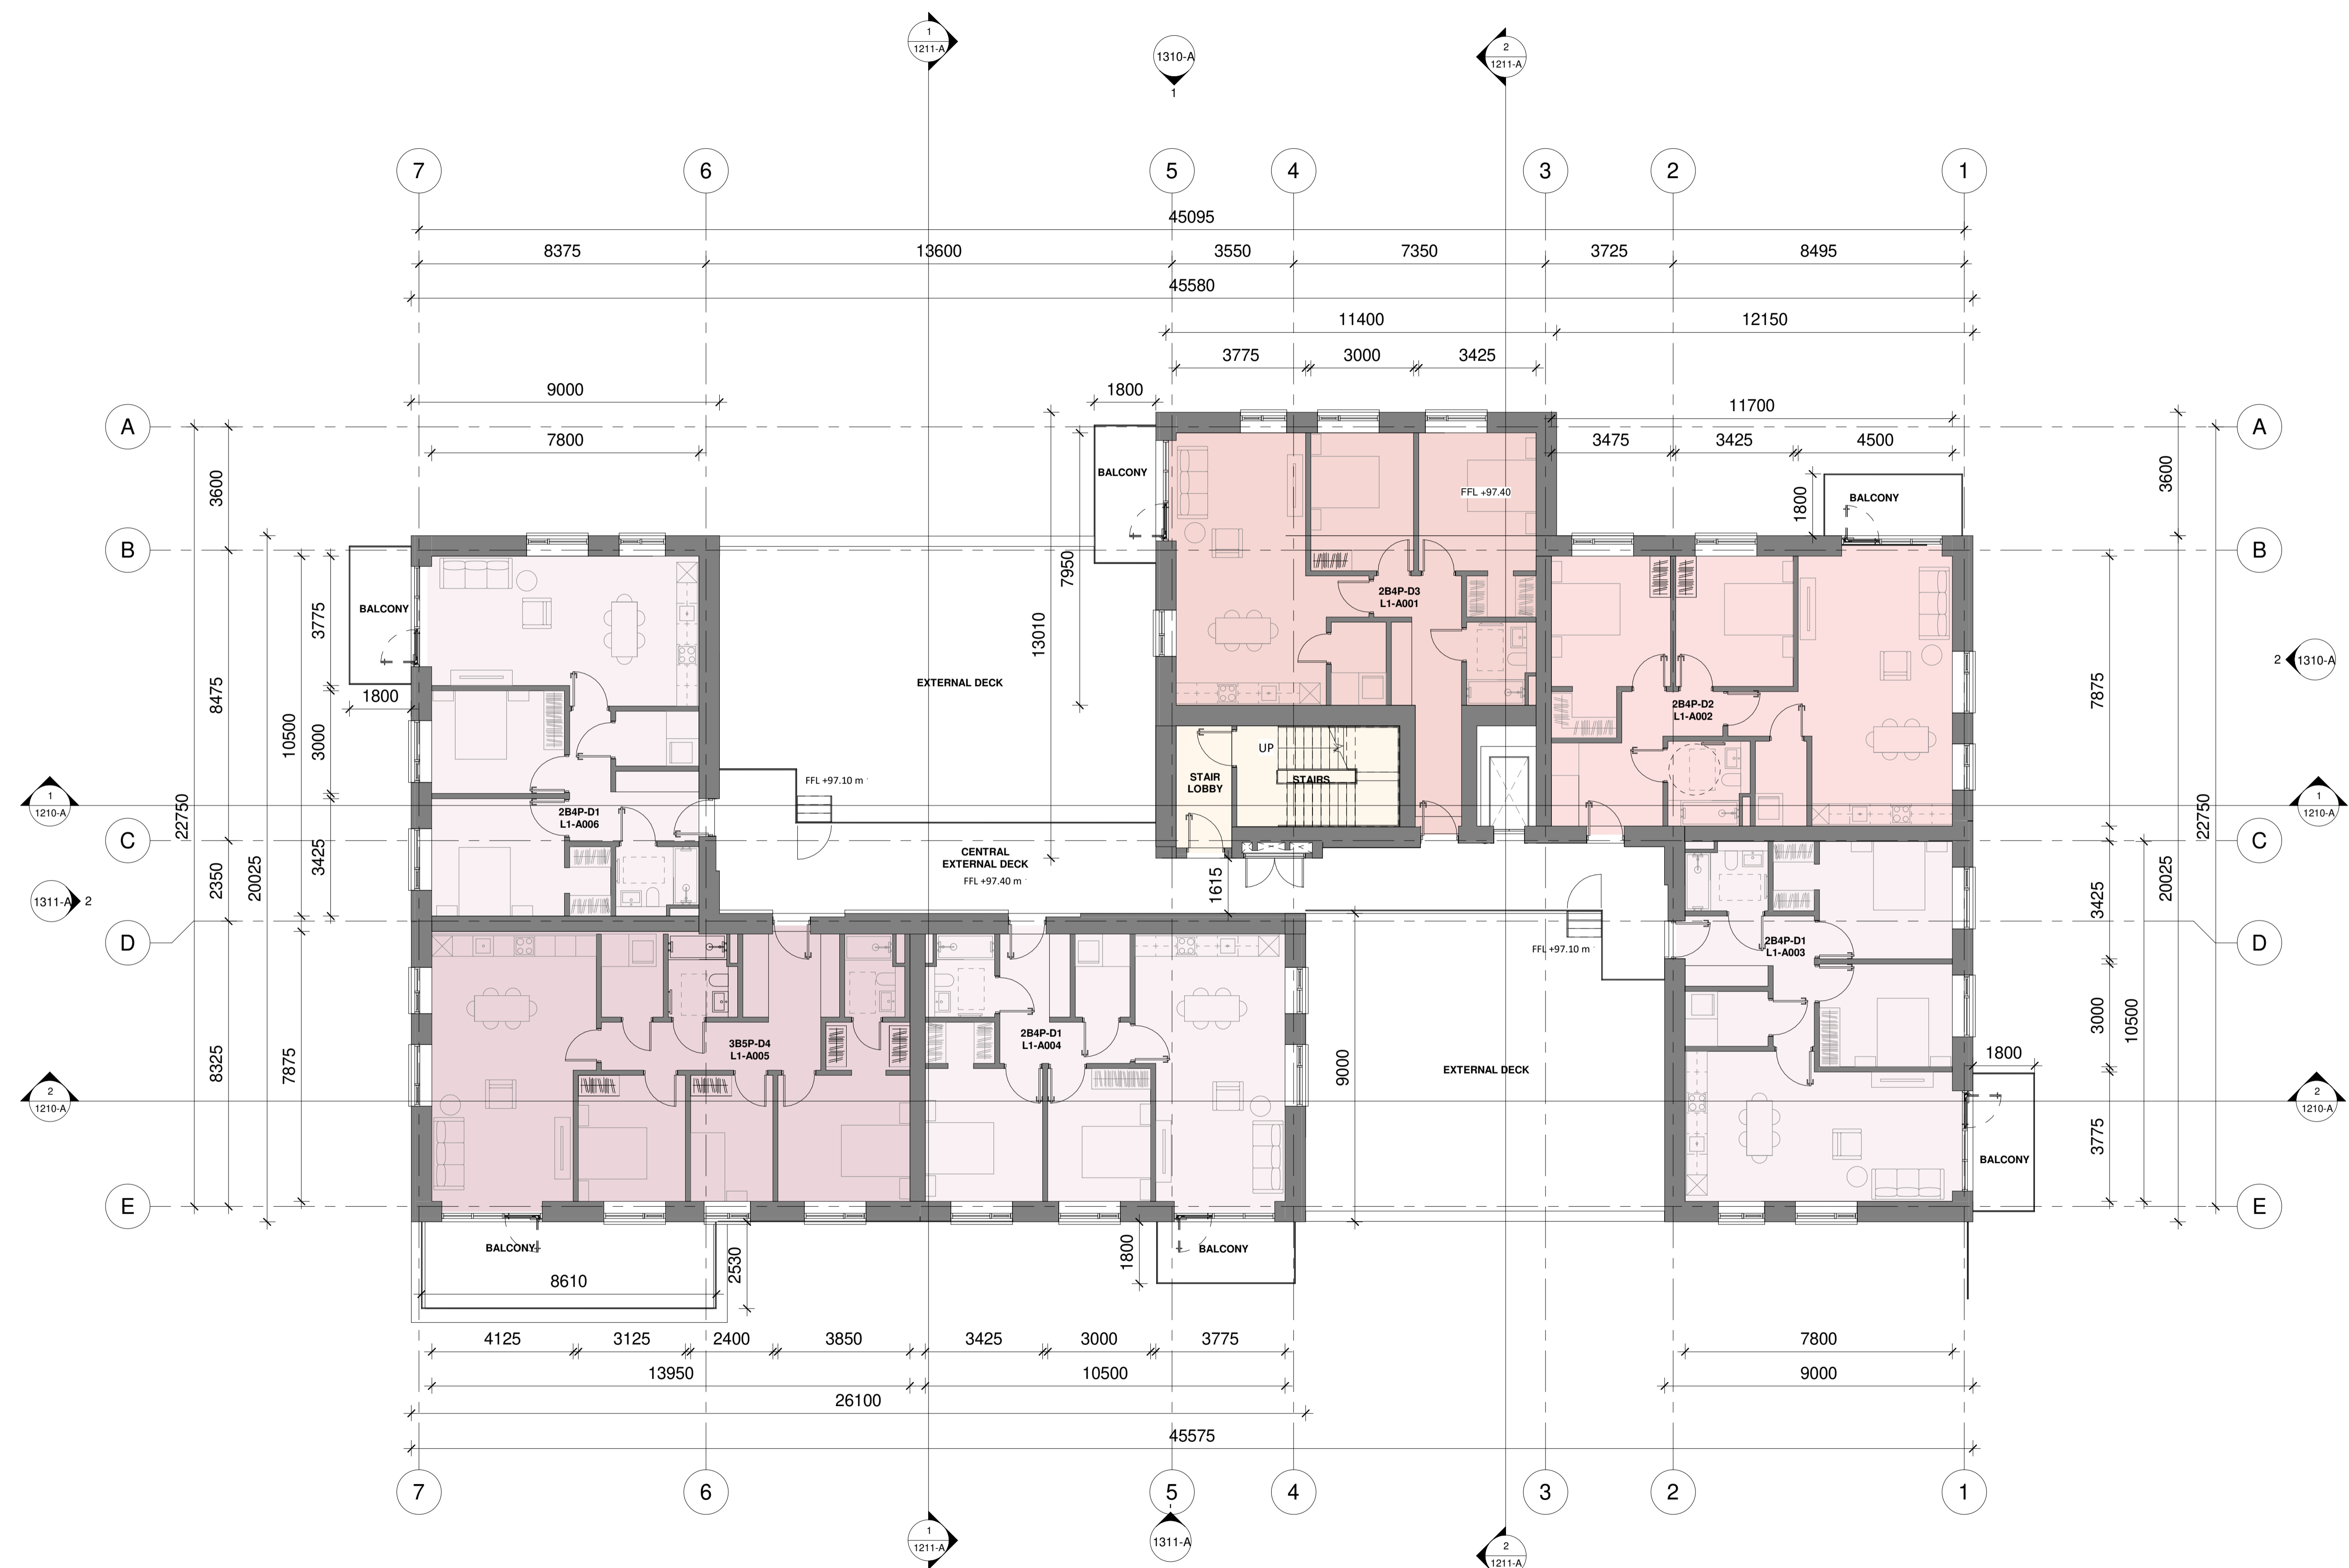 1
1211-A
1310-A
1
2
1211-A
7
6
5
4
3
2
1
45095
8375
13600
3550
7350
3725
8495
45580
11400
12150
3775
3000
3425
9000
1800
11700
7800
3475
3425
4500
A
A
3600
3600
BALCONY
FFL +97.40
1800
BALCONY
B
B
7950
13010
3775
BALCONY
2B4P-D3
L1-A001
1800
8475
10500
3000
EXTERNAL DECK
2B4P-D2
L1-A002
7875
2
1310-A
UP
STAIRS
STAIR
LOBBY
FFL +97.10 m
1
1210-A
22750
2B4P-D1
L1-A006
1
1210-A
22750
C
C
CENTRAL
EXTERNAL DECK
FFL +97.40 m
2350
20025
3425
1615
3425
20025
1311-A
2
D
D
FFL +97.10 m
2B4P-D1
L1-A003
8325
7875
3B5P-D4
L1-A005
2B4P-D1
L1-A004
9000
EXTERNAL DECK
3000
10500
1800
2
1210-A
2
1210-A
3775
BALCONY
E
E
BALCONY
8610
2530
1800
BALCONY
4125
3125
2400
3850
3425
3000
3775
7800
13950
10500
9000
26100
45575
7
6
5
4
3
2
1
1
1211-A
1311-A
2
1211-A